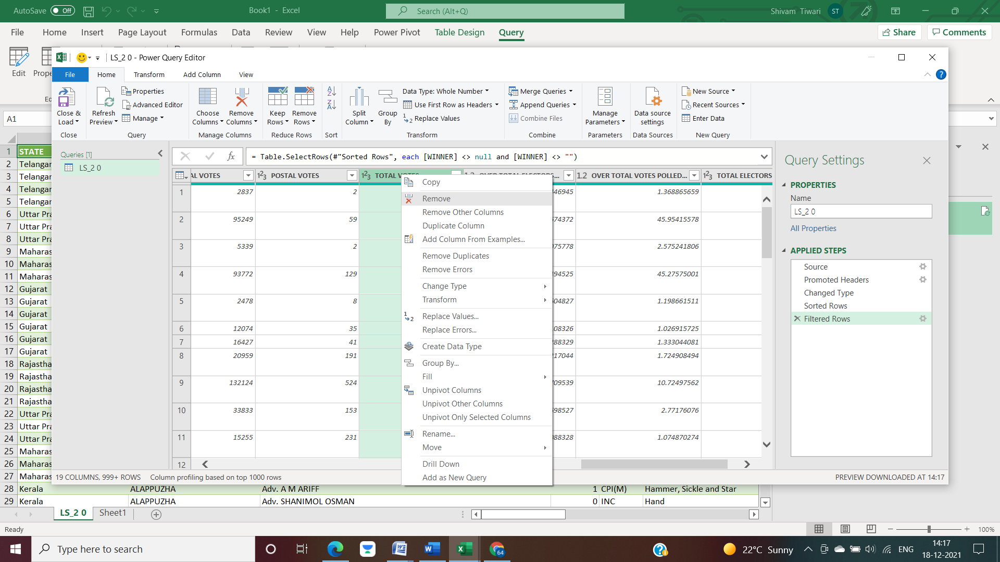 AutoSave Off Book1 - Excel Search (Alt+Q) Shivam Tiwari ST
File Home Insert Page Layout Formulas Data Review View Help Power Pivot Table Design Query Share Comments
LS_2 0 - Power Query Editor
File Home Transform Add Column View
Edit
Close & Load
Refresh Preview
Properties
Advanced Editor
Manage
Choose Columns
Remove Columns
Keep Rows
Remove Rows
Split Column
Group By
Data Type: Whole Number
Use First Row as Headers
Replace Values
Merge Queries
Append Queries
Combine Files
Manage Parameters
Data source settings
New Source
Recent Sources
Enter Data
Close Query Manage Columns Reduce Rows Sort Transform Combine Parameters Data Sources New Query
A1
Queries [1]
LS_2 0
= Table.SelectRows(#"Sorted Rows", each [WINNER] <> null and [WINNER] <> "")
AL VOTES 1²3 POSTAL VOTES 1²3 1.2 OVER TOTAL VOTES POLLED... 1²3 TOTAL ELECTORS
1 2837 2 46945 1.368865659
2 95249 59 574372 45.95415578
3 5339 2 075778 2.575241806
4 93772 129 494525 45.27575001
5 2478 8 504827 1.198661511
6 12074 35 08326 1.026915725
7 16427 41 88329 1.333044081
8 20959 191 17044 1.724908494
9 132124 524 709539 10.72497562
10 33833 153 598527 2.77176076
11 15255 231 088328 1.074870274
12
Copy
Remove
Remove Other Columns
Duplicate Column
Add Column From Examples...
Remove Duplicates
Remove Errors
Change Type
Transform
Replace Values...
Replace Errors...
Create Data Type
Group By...
Fill
Unpivot Columns
Unpivot Other Columns
Unpivot Only Selected Columns
Rename...
Move
Drill Down
Add as New Query
Query Settings
PROPERTIES
Name
LS_2 0
All Properties
APPLIED STEPS
Source
Promoted Headers
Changed Type
Sorted Rows
Filtered Rows
19 COLUMNS, 999+ ROWS Column profiling based on top 1000 rows PREVIEW DOWNLOADED AT 14:17
1 STATE
2 Telangar
3 Telangar
4 Telangar
5 Telangar
6 Uttar Pra
7 Uttar Pra
8 Uttar Pra
9 Maharas
10 Maharas
11 Maharas
12 Gujarat
13 Gujarat
14 Gujarat
15 Gujarat
16 Gujarat
17 Gujarat
18 Rajastha
19 Rajastha
20 Rajastha
21 Rajastha
22 Uttar Pra
23 Uttar Pra
24 Uttar Pra
25 Maharas
26 Maharas
27 Maharas
28 Kerala ALAPPUZHA Adv. A M ARIFF 1 CPI(M) Hammer, Sickle and Star
29 Kerala ALAPPUZHA Adv. SHANIMOL OSMAN 0 INC Hand
LS_2 0 Sheet1
Ready 100%
Type here to search 64 22°C Sunny ENG 14:17
18-12-2021